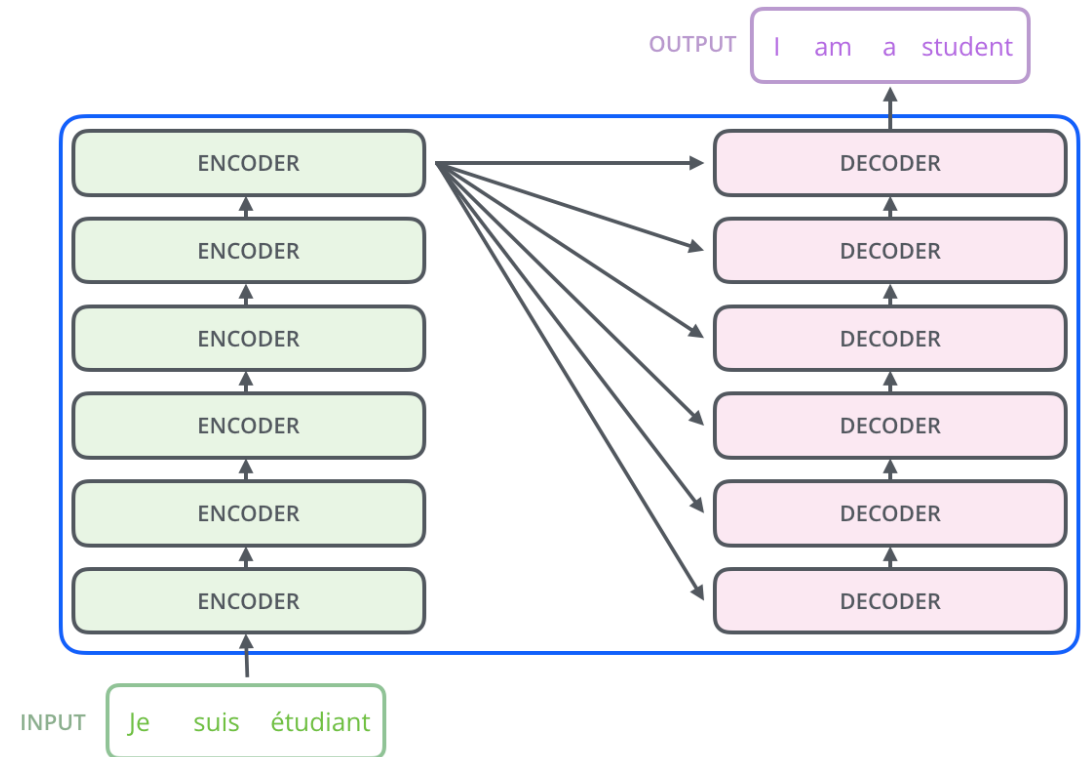 OUTPUT
I am a student
ENCODER
DECODER
ENCODER
DECODER
ENCODER
DECODER
ENCODER
DECODER
ENCODER
DECODER
ENCODER
DECODER
INPUT
Je suis étudiant